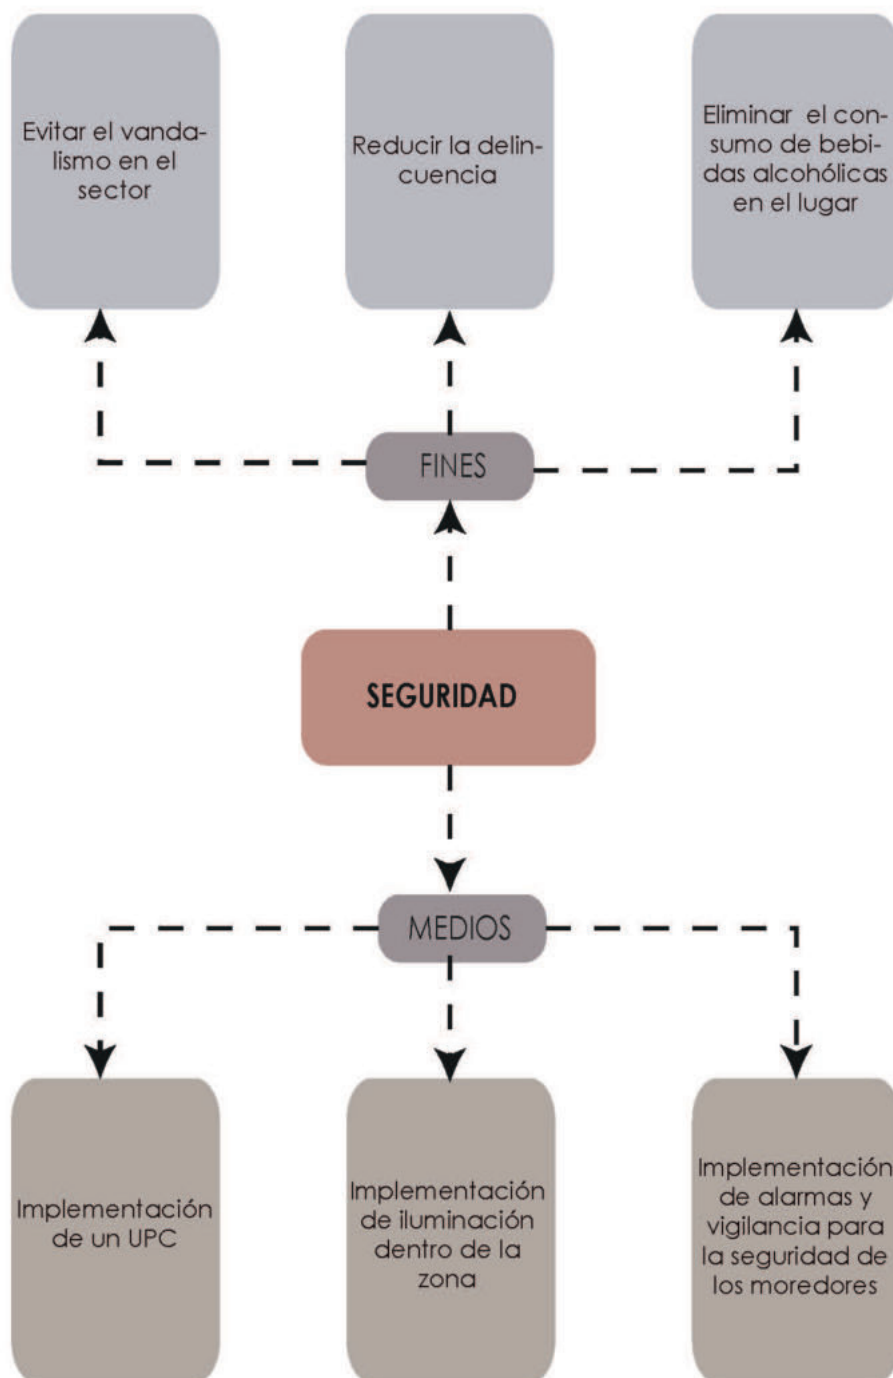 Evitar el vanda-
lismo en el
sector
Reducir la delin-
cuencia
Eliminar el con-
sumo de bebi-
das alcohólicas
en el lugar
FINES
SEGURIDAD
MEDIOS
Implementación
de un UPC
Implementación
de iluminación
dentro de la
zona
Implementación
de alarmas y
vigilancia para
la seguridad de
los moredores